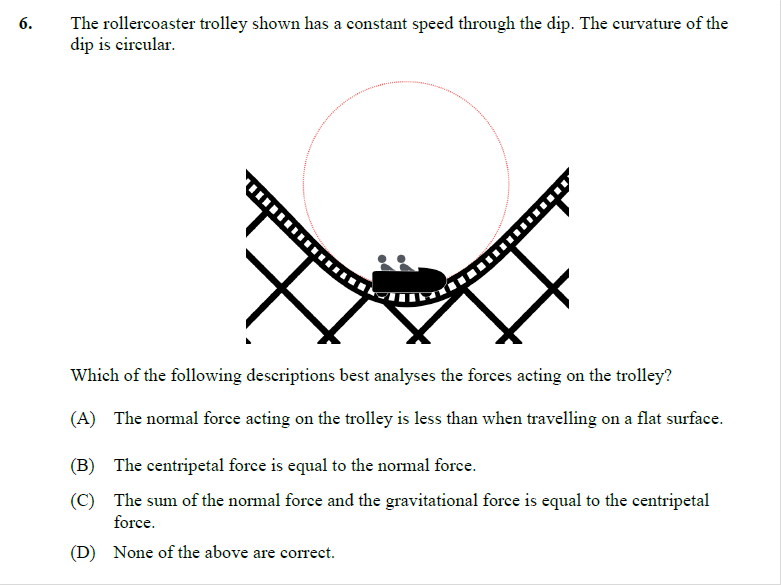 6. The rollercoaster trolley shown has a constant speed through the dip. The curvature of the
dip is circular.
Which of the following descriptions best analyses the forces acting on the trolley?
(A) The normal force acting on the trolley is less than when travelling on a flat surface.
(B) The centripetal force is equal to the normal force.
(C) The sum of the normal force and the gravitational force is equal to the centripetal
force.
(D) None of the above are correct.